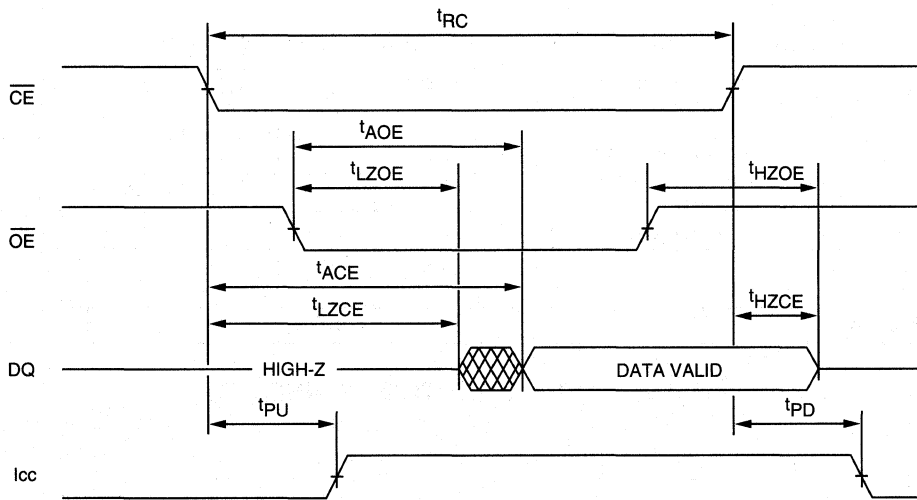 tRC
CE
tAOE
tLZOE
tHZOE
OE
tACE
tLZCE
tHZCE
DQ
HIGH-Z
DATA VALID
tPU
tPD
Icc